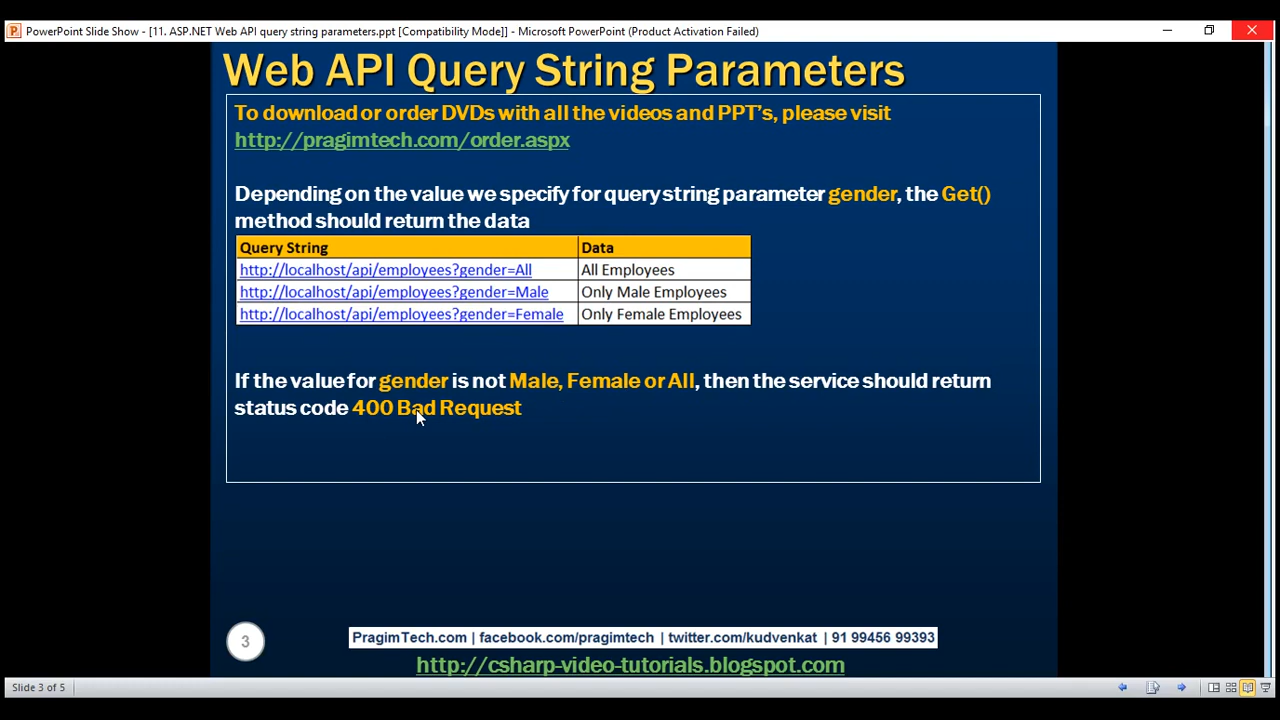 PowerPoint Slide Show - [11. ASP.NET Web API query string parameters.ppt [Compatibility Mode]] - Microsoft PowerPoint (Product Activation Failed)
Web API Query String Parameters
To download or order DVDs with all the videos and PPT's, please visit
http://pragimtech.com/order.aspx
Depending on the value we specify for query string parameter gender, the Get()
method should return the data
Query String Data
http://localhost/api/employees?gender=All All Employees
http://localhost/api/employees?gender=Male Only Male Employees
http://localhost/api/employees?gender=Female Only Female Employees
If the value for gender is not Male, Female or All, then the service should return
status code 400 Bad Request
3
PragimTech.com | facebook.com/pragimtech | twitter.com/kudvenkat | 91 99456 99393
http://csharp-video-tutorials.blogspot.com
Slide 3 of 5